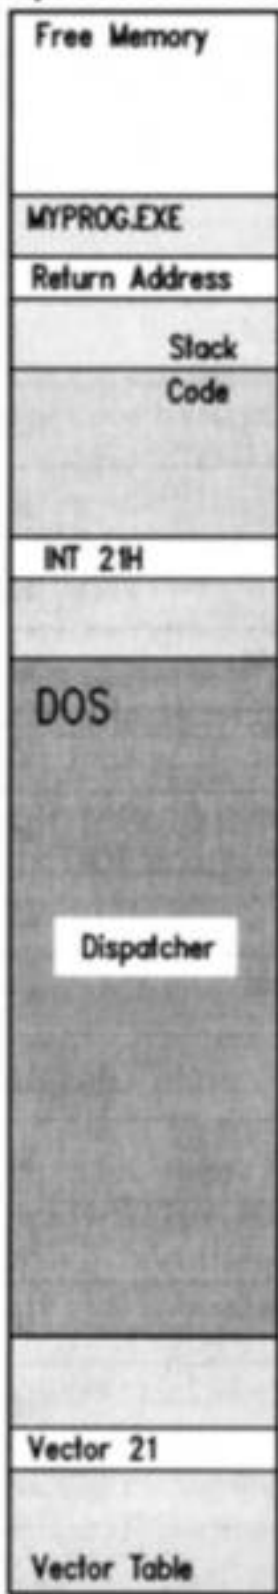 Free Memory
MYPROG.EXE
Return Address
Stack
Code
INT 21H
DOS
Dispatcher
Vector 21
Vector Table